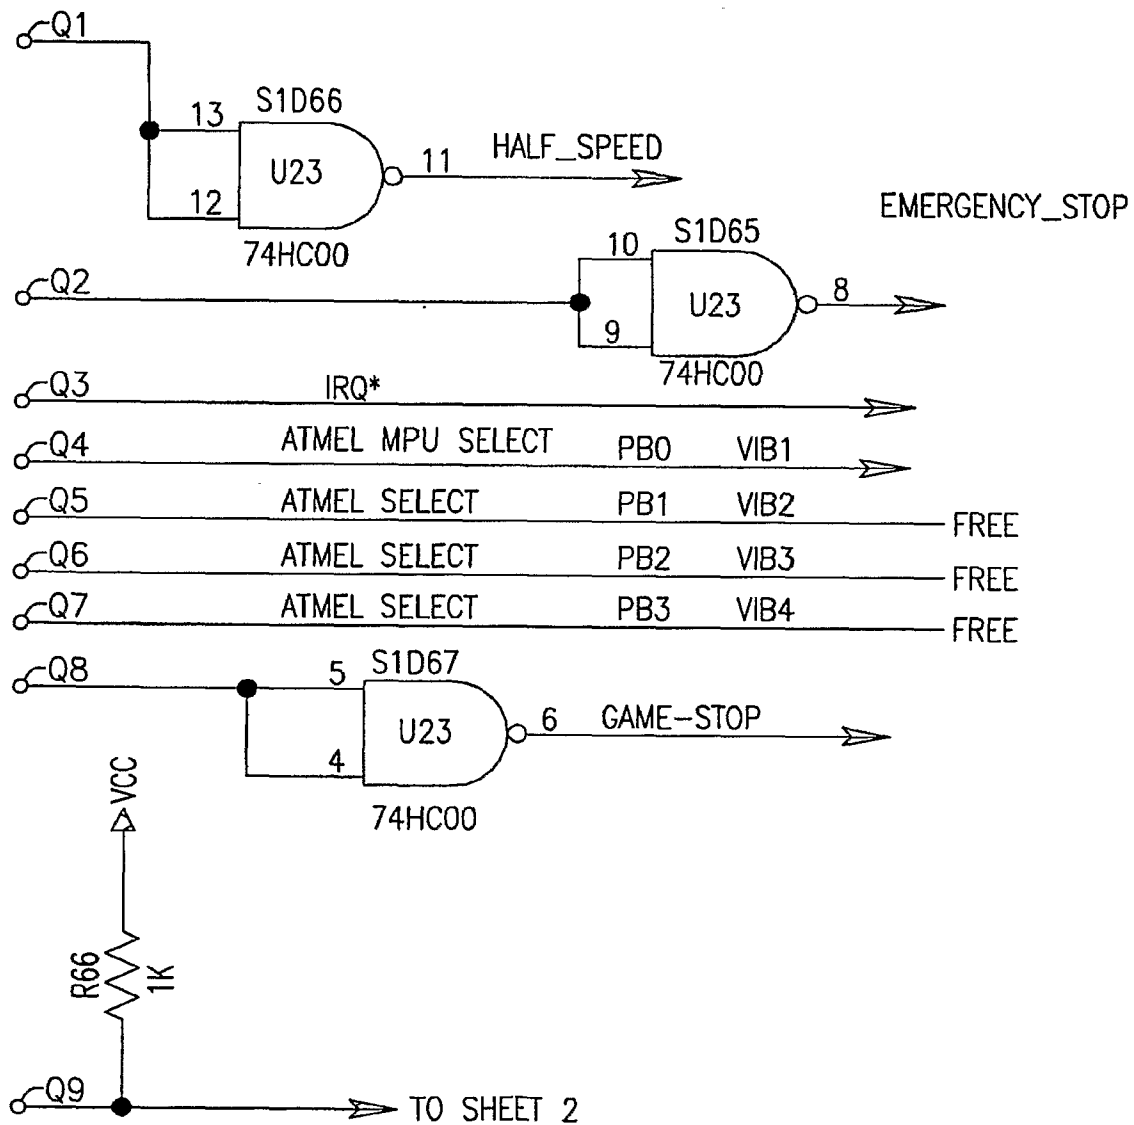 Q1
S1D66
13
U23
11
HALF_SPEED
12
74HC00
EMERGENCY_STOP
S1D65
10
Q2
U23
8
9
74HC00
Q3 IRQ*
Q4 ATMEL MPU SELECT PB0 VIB1
Q5 ATMEL SELECT PB1 VIB2 FREE
Q6 ATMEL SELECT PB2 VIB3 FREE
Q7 ATMEL SELECT PB3 VIB4 FREE
Q8
S1D67
5
U23
6
GAME-STOP
4
74HC00
VCC
R66
1K
Q9
TO SHEET 2